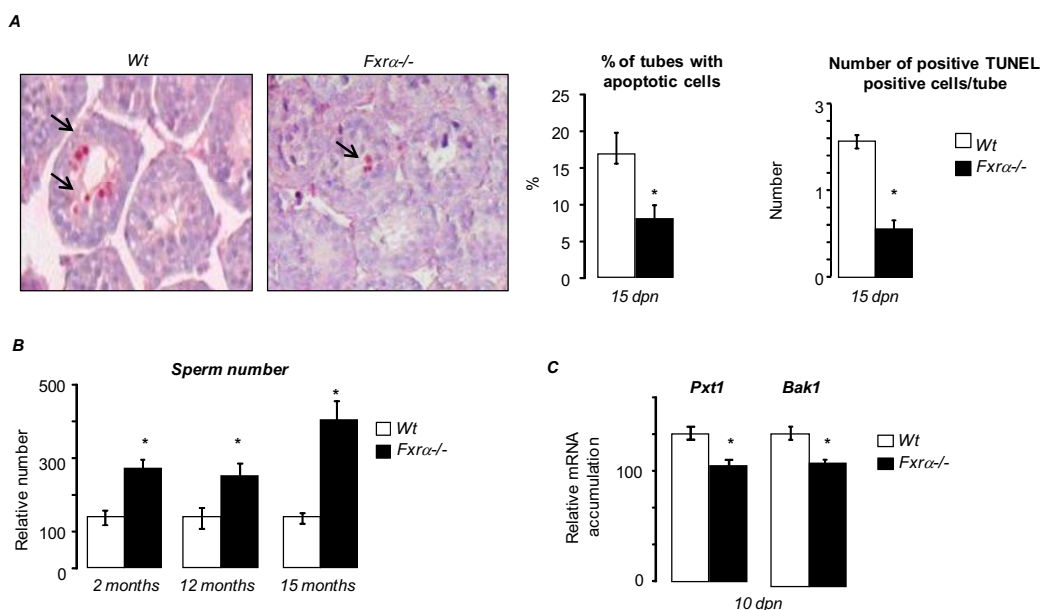 A
Wt
Fxrα-/-
% of tubes with
apoptotic cells
25
20
15
10
5
0
%
*
15 dpn
Number of positive TUNEL
positive cells/tube
3
1
0
Number
*
15 dpn
Wt
Fxrα-/-
B
Sperm number
500
300
100
0
Relative number
*
*
*
2 months
12 months
15 months
Wt
Fxrα-/-
C
Pxt1
Bak1
100
0
Relative mRNA
accumulation
*
*
10 dpn
Wt
Fxrα-/-